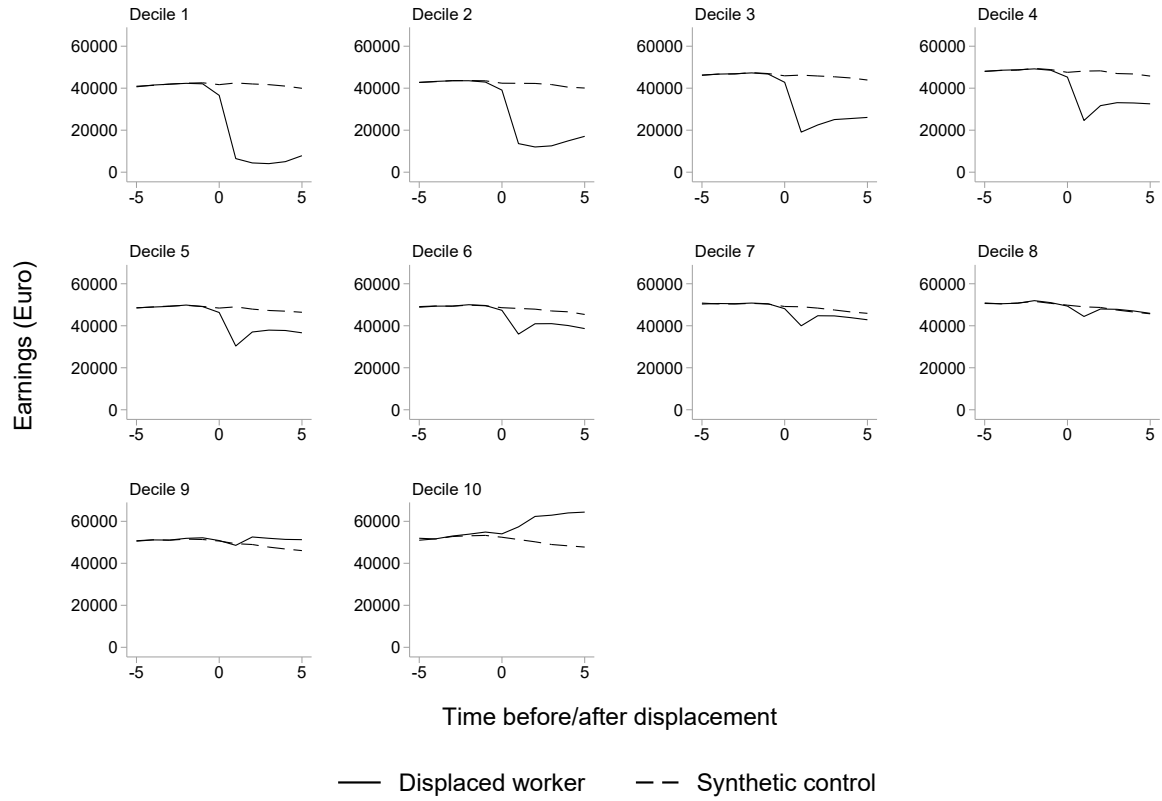 Decile 1 Decile 2 Decile 3 Decile 4
60000 60000 60000 60000
40000 40000 40000 40000
20000 20000 20000 20000
0 0 0 0
-5 0 5 -5 0 5 -5 0 5 -5 0 5
Decile 5 Decile 6 Decile 7 Decile 8
60000 60000 60000 60000
40000 40000 40000 40000
20000 20000 20000 20000
0 0 0 0
-5 0 5 -5 0 5 -5 0 5 -5 0 5
Decile 9 Decile 10
60000 60000
40000 40000
20000 20000
0 0
-5 0 5 -5 0 5
Earnings (Euro)
Time before/after displacement
Displaced worker Synthetic control